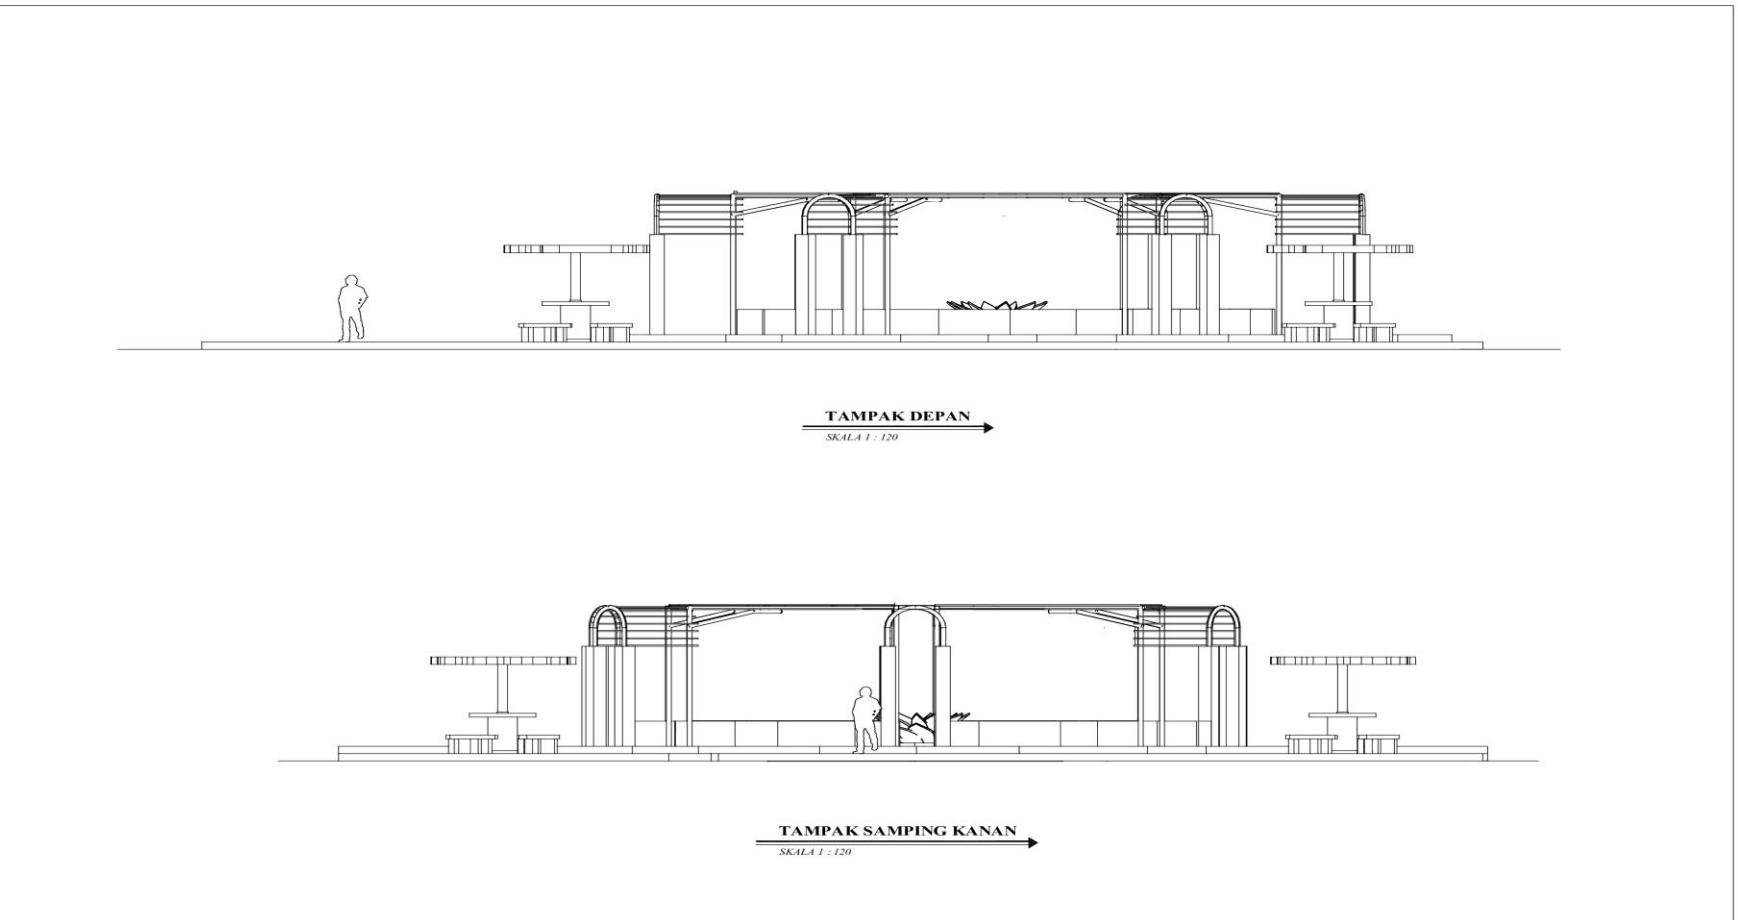 TAMPAK DEPAN
SKALA 1 : 120
TAMPAK SAMPING KANAN
SKALA 1 : 120